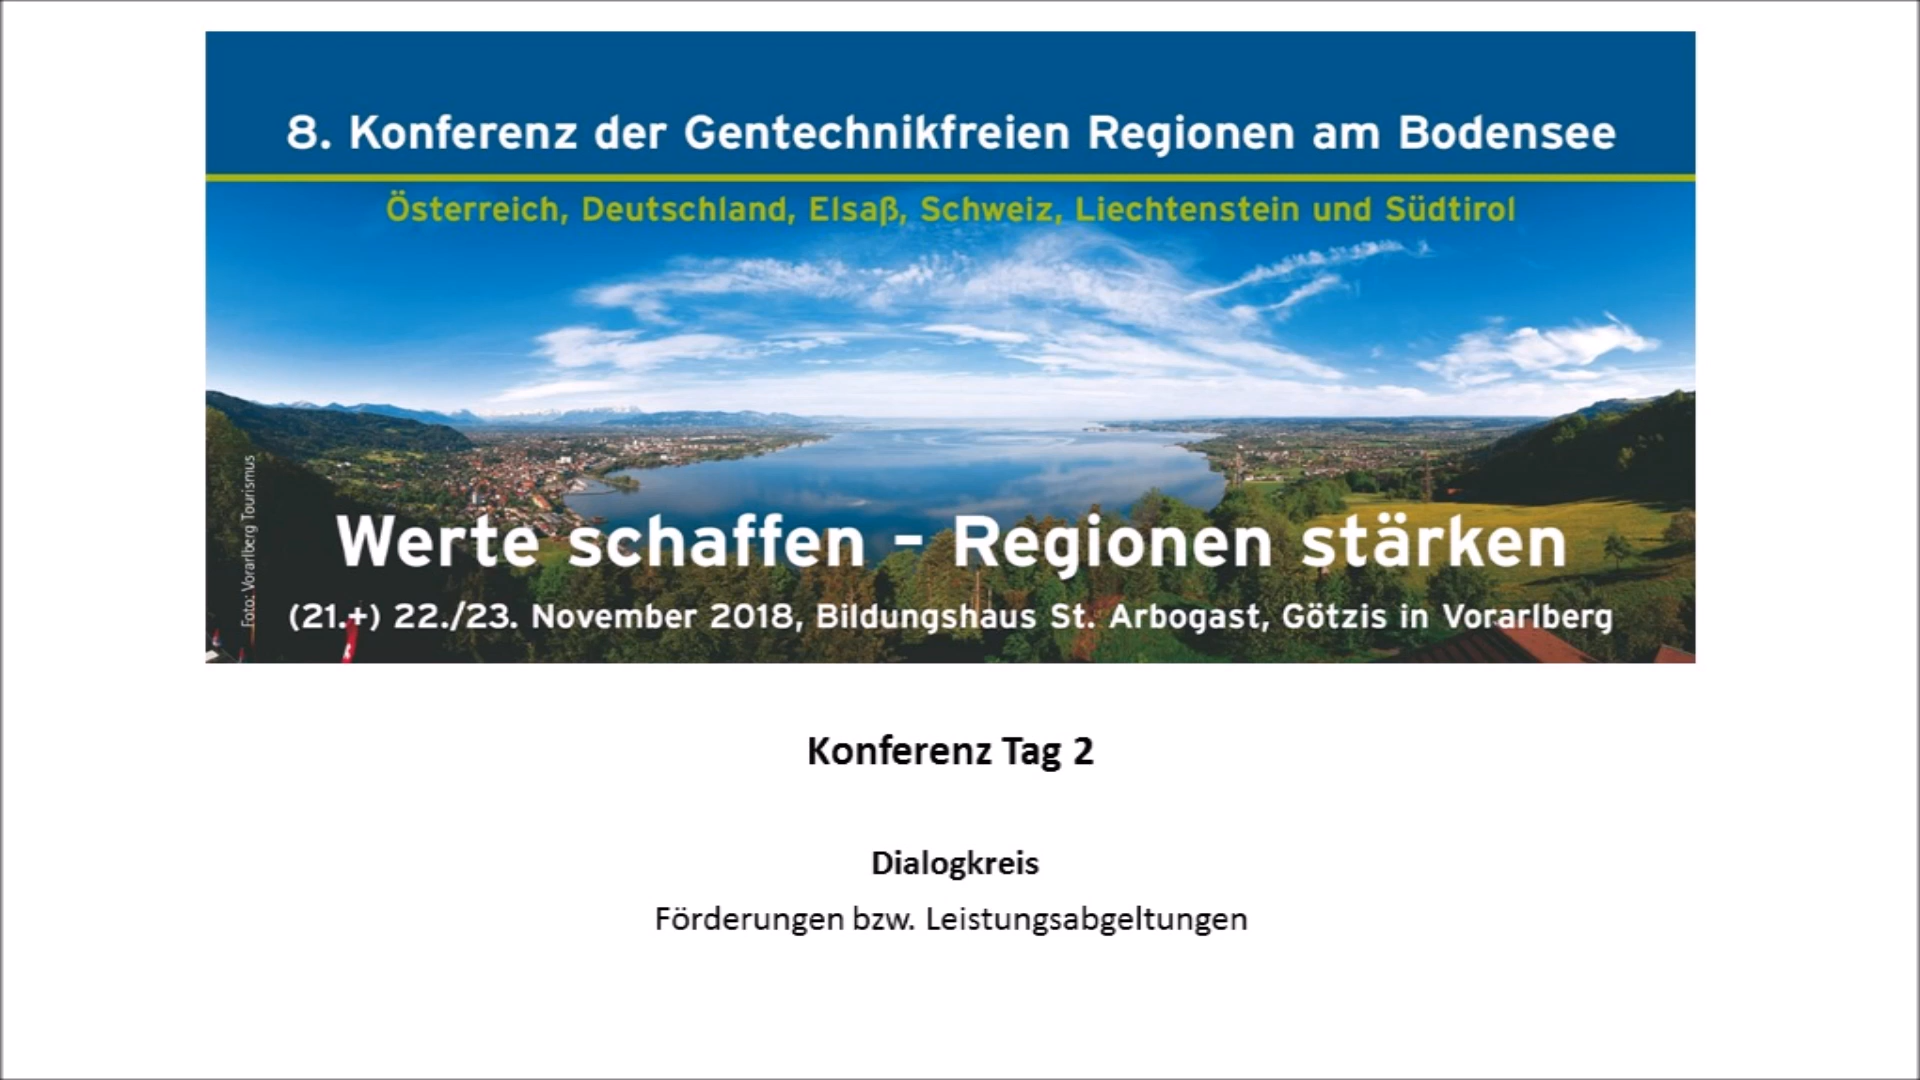 8. Konferenz der Gentechnikfreien Regionen am Bodensee
Österreich, Deutschland, Elsaß, Schweiz, Liechtenstein und Südtirol
Foto: Vorarlberg Tourismus
Werte schaffen – Regionen stärken
(21.+) 22./23. November 2018, Bildungshaus St. Arbogast, Götzis in Vorarlberg
Konferenz Tag 2
Dialogkreis
Förderungen bzw. Leistungsabgeltungen